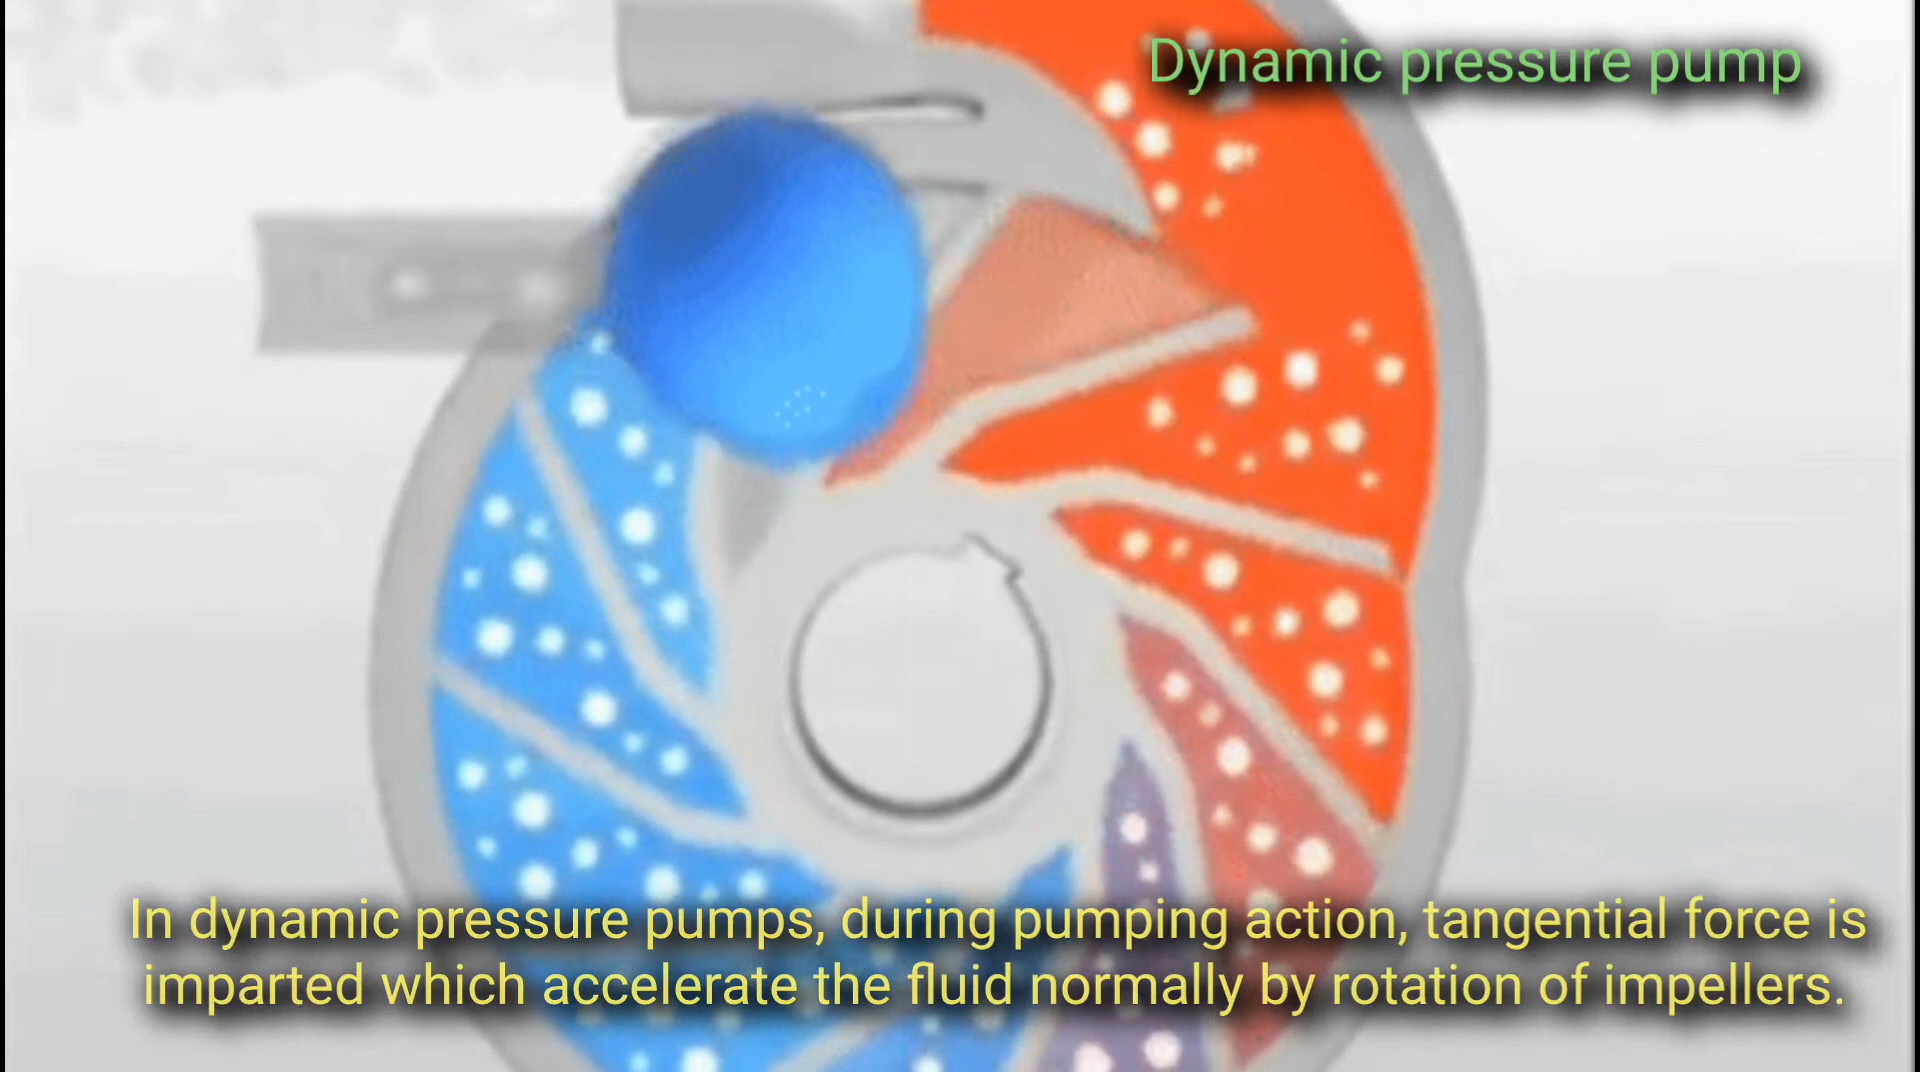 Dynamic pressure pump
In dynamic pressure pumps, during pumping action, tangential force is
imparted which accelerate the fluid normally by rotation of impellers.